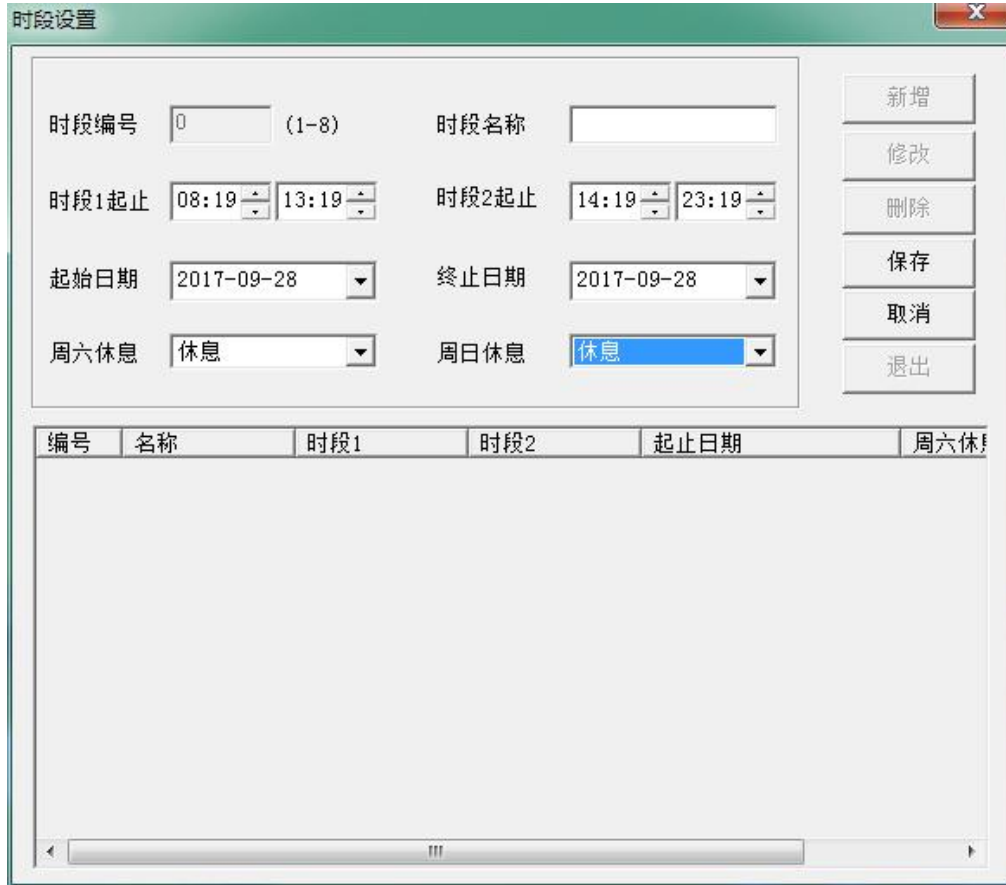 时段设置
时段编号 0 (1-8) 时段名称
新增
修改
时段1起止 08:19 13:19 时段2起止 14:19 23:19
删除
保存
起始日期 2017-09-28 终止日期 2017-09-28
取消
周六休息 休息 周日休息 休息
退出
编号 名称 时段1 时段2 起止日期 周六休息